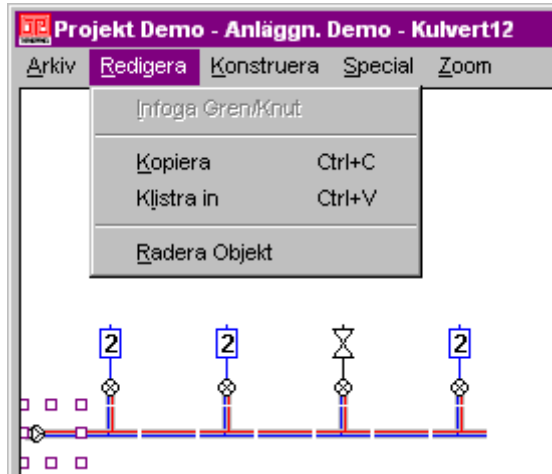 Projekt Demo - Anläggn. Demo - Kulvert12
Arkiv Redigera Konstruera Special Zoom
Infoga Gren/Knut
Kopiera Ctrl+C
Klistra in Ctrl+V
Radera Objekt
2 2 2